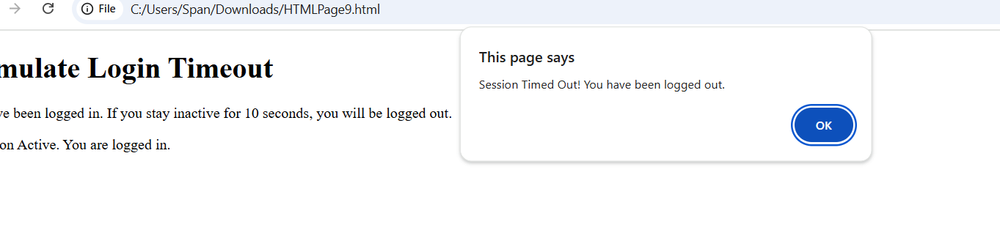 File C:/Users/Span/Downloads/HTMLPage9.html
mulate Login Timeout
ve been logged in. If you stay inactive for 10 seconds, you will be logged out.
on Active. You are logged in.
This page says
Session Timed Out! You have been logged out.
OK